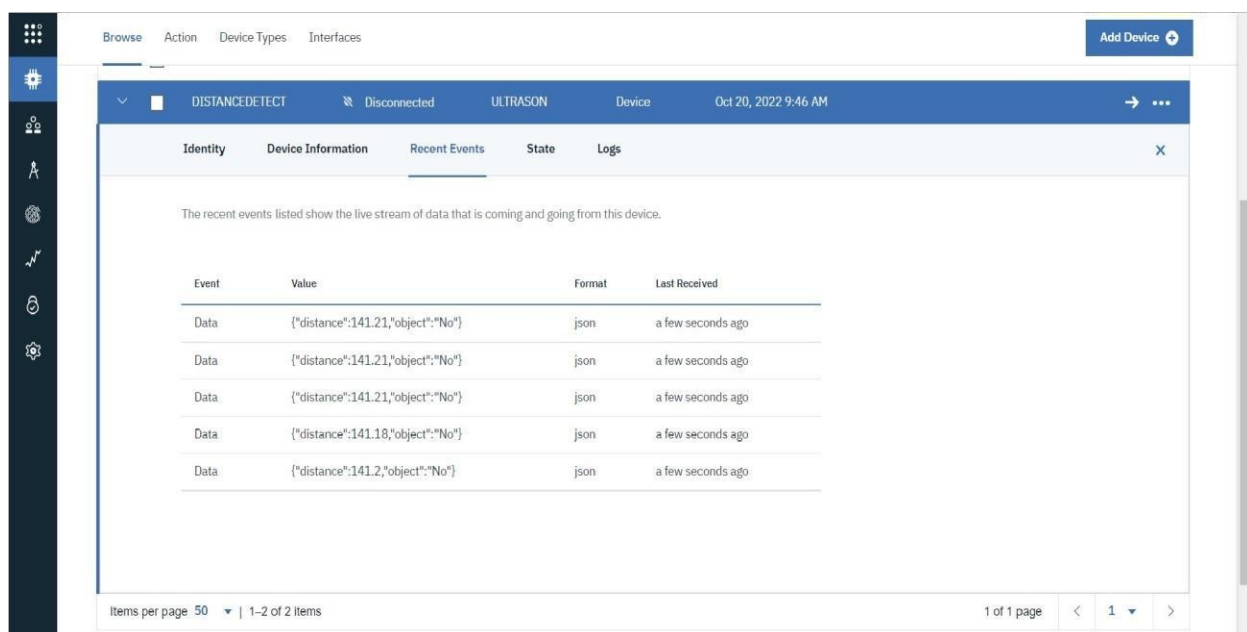 Browse Action Device Types Interfaces Add Device
DISTANCEDETECT Disconnected ULTRASON Device Oct 20, 2022 9:46 AM
Identity Device Information Recent Events State Logs X
The recent events listed show the live stream of data that is coming and going from this device.
Event Value Format Last Received
Data {"distance":141.21,"object":"No"} json a few seconds ago
Data {"distance":141.21,"object":"No"} json a few seconds ago
Data {"distance":141.21,"object":"No"} json a few seconds ago
Data {"distance":141.18,"object":"No"} json a few seconds ago
Data {"distance":141.2,"object":"No"} json a few seconds ago
Items per page 50 | 1–2 of 2 items 1 of 1 page < 1 >